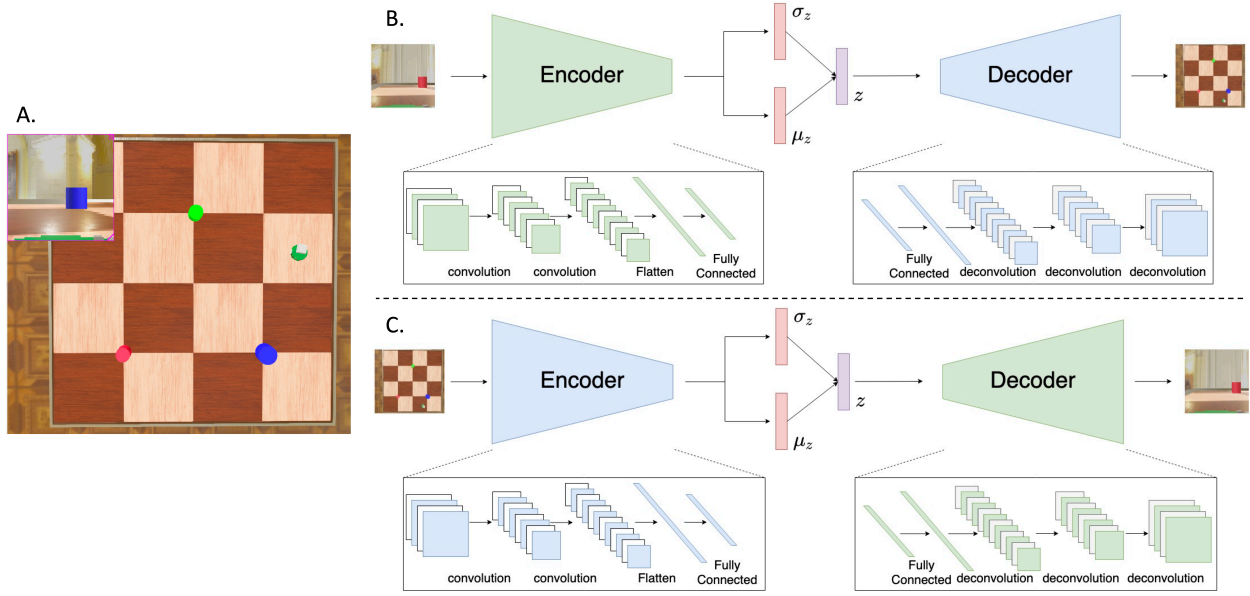 A.
B.
Encoder
σz
μz
z
Decoder
convolution
convolution
Flatten
Fully
Connected
Fully
Connected
deconvolution
deconvolution
deconvolution
C.
Encoder
σz
μz
z
Decoder
convolution
convolution
Flatten
Fully
Connected
Fully
Connected
deconvolution
deconvolution
deconvolution